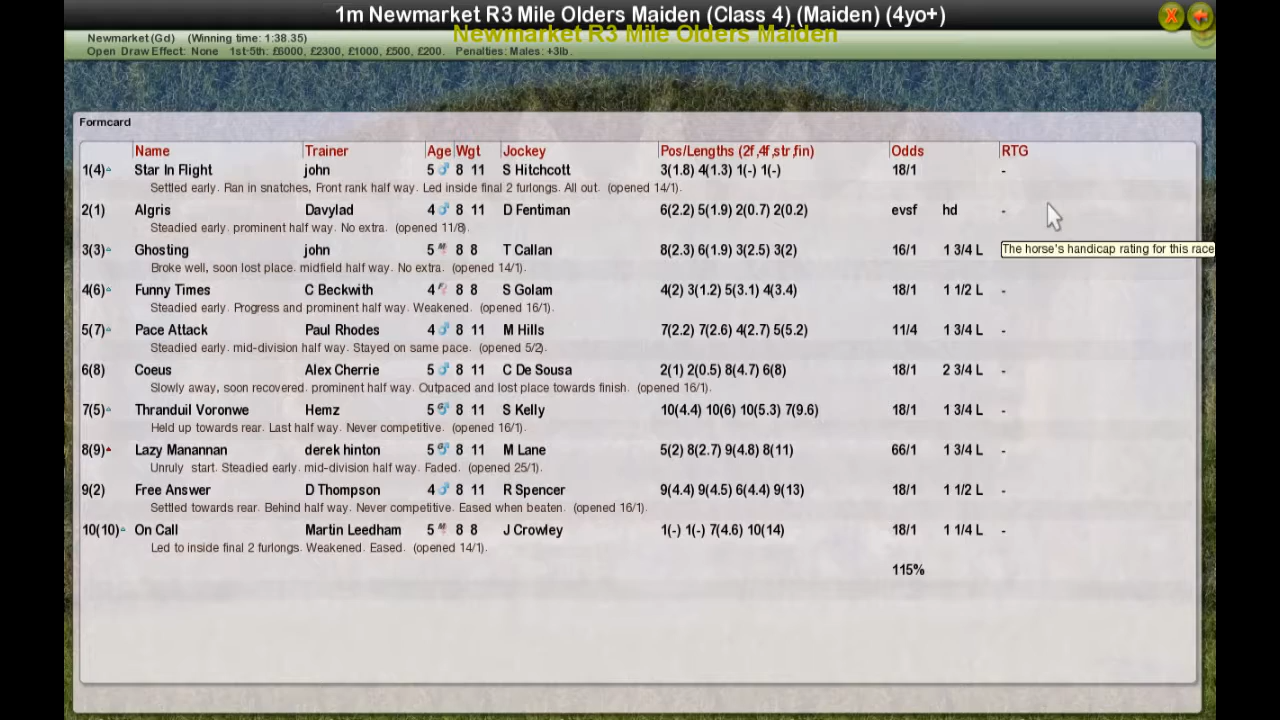 1m Newmarket R3 Mile Olders Maiden (Class 4) (Maiden) (4yo+)
Newmarket R3 Mile Olders Maiden
Newmarket (Gd) (Winning time: 1:38.35)
Open Draw Effect: None 1st-5th: £6000, £2300, £1000, £500, £200. Penalties: Males: +3lb.
Formcard
Name Trainer Age Wgt Jockey Pos/Lengths (2f,4f,str,fin) Odds RTG
1(4) Star In Flight john 5 8 11 S Hitchcott 3(1.8) 4(1.3) 1(-) 1(-) 18/1 -
Settled early. Ran in snatches, Front rank half way. Led inside final 2 furlongs. All out. (opened 14/1).
2(1) Algris Davylad 4 8 11 D Fentiman 6(2.2) 5(1.9) 2(0.7) 2(0.2) evsf hd -
Steadied early. prominent half way. No extra. (opened 11/8).
3(3) Ghosting john 5 8 8 T Callan 8(2.3) 6(1.9) 3(2.5) 3(2) 16/1 1 3/4 L
The horse's handicap rating for this race
Broke well, soon lost place. midfield half way. No extra. (opened 14/1).
4(6) Funny Times C Beckwith 4 8 8 S Golam 4(2) 3(1.2) 5(3.1) 4(3.4) 18/1 1 1/2 L -
Steadied early. Progress and prominent half way. Weakened. (opened 16/1).
5(7) Pace Attack Paul Rhodes 4 8 11 M Hills 7(2.2) 7(2.6) 4(2.7) 5(5.2) 11/4 1 3/4 L -
Steadied early. mid-division half way. Stayed on same pace. (opened 5/2).
6(8) Coeus Alex Cherrie 5 8 11 C De Sousa 2(1) 2(0.5) 8(4.7) 6(8) 18/1 2 3/4 L -
Slowly away, soon recovered. prominent half way. Outpaced and lost place towards finish. (opened 16/1).
7(5) Thranduil Voronwe Hemz 5 8 11 S Kelly 10(4.4) 10(6) 10(5.3) 7(9.6) 18/1 1 3/4 L -
Held up towards rear. Last half way. Never competitive. (opened 16/1).
8(9) Lazy Manannan derek hinton 5 8 11 M Lane 5(2) 8(2.7) 9(4.8) 8(11) 66/1 1 3/4 L -
Unruly start. Steadied early. mid-division half way. Faded. (opened 25/1).
9(2) Free Answer D Thompson 4 8 11 R Spencer 9(4.4) 9(4.5) 6(4.4) 9(13) 18/1 1 1/2 L -
Settled towards rear. Behind half way. Never competitive. Eased when beaten. (opened 16/1).
10(10) On Call Martin Leedham 5 8 8 J Crowley 1(-) 1(-) 7(4.6) 10(14) 18/1 1 1/4 L -
Led to inside final 2 furlongs. Weakened. Eased. (opened 14/1).
115%